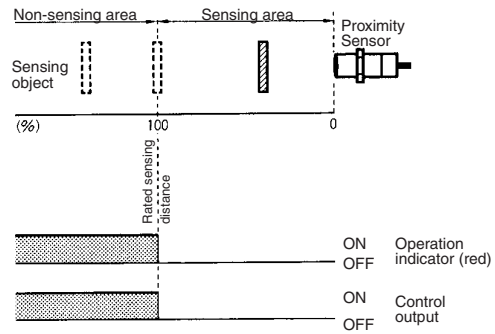 Non-sensing area
Sensing area
Proximity
Sensor
Sensing
object
(%)
100
0
Rated sensing
distance
ON
OFF
Operation
indicator (red)
ON
OFF
Control
output